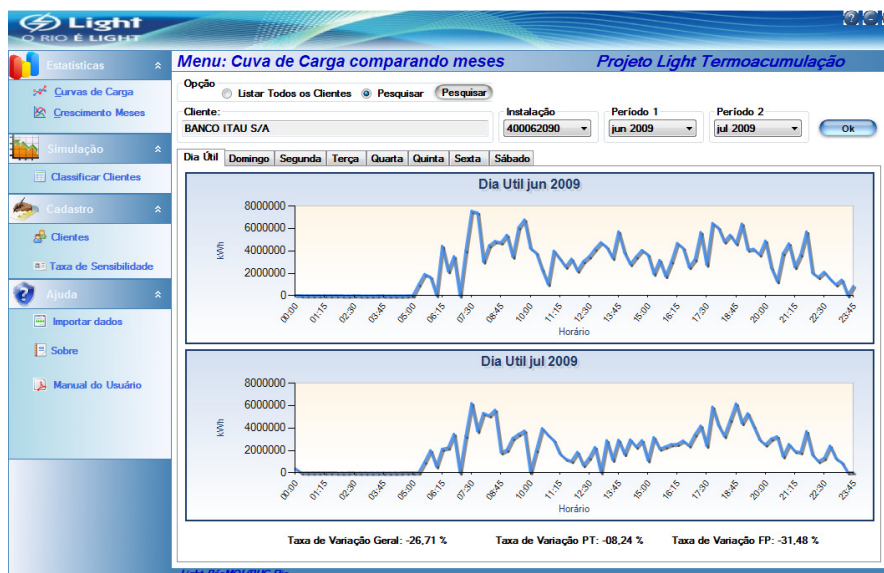 Light
O RIO É LIGHT
Estatísticas
Curvas de Carga
Crescimento Meses
Simulação
Classificar Clientes
Cadastro
Clientes
Taxa de Sensibilidade
Ajuda
Importar dados
Sobre
Manual do Usuário
Menu: Cuva de Carga comparando meses
Projeto Light Termoacumulação
Opção
Listar Todos os Clientes Pesquisar Pesquisar
Cliente: Instalação Período 1 Período 2
BANCO ITAU S/A 400062090 jun 2009 jul 2009 Ok
Dia Útil Domingo Segunda Terça Quarta Quinta Sexta Sábado
Dia Util jun 2009
8000000
6000000
4000000
2000000
0
kWh
00:00 01:15 02:30 03:45 05:00 06:15 07:30 08:45 10:00 11:15 12:30 13:45 15:00 16:15 17:30 18:45 20:00 21:15 22:30 23:45
Horário
Dia Util jul 2009
8000000
6000000
4000000
2000000
0
kWh
00:00 01:15 02:30 03:45 05:00 06:15 07:30 08:45 10:00 11:15 12:30 13:45 15:00 16:15 17:30 18:45 20:00 21:15 22:30 23:45
Horário
Taxa de Variação Geral: -26,71 % Taxa de Variação PT: -08,24 % Taxa de Variação FP: -31,48 %